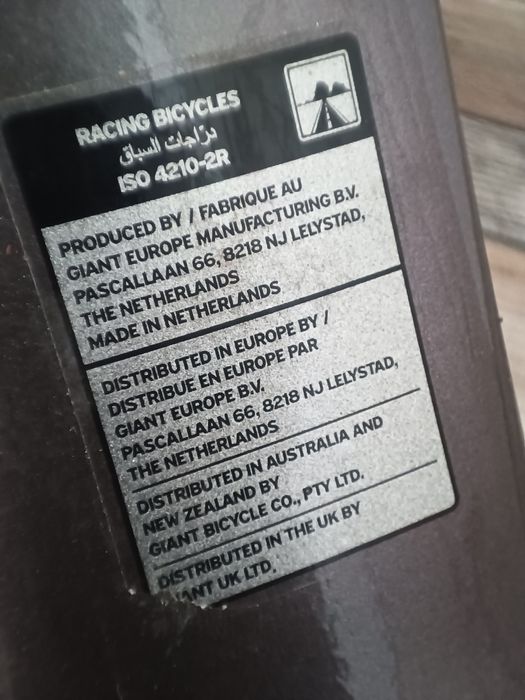 RACING BICYCLES
دراجات السباق
ISO 4210-2R
PRODUCED BY / FABRIQUE AU
GIANT EUROPE MANUFACTURING B.V.
PASCALLAAN 66, 8218 NJ LELYSTAD,
THE NETHERLANDS
MADE IN NETHERLANDS
DISTRIBUTED IN EUROPE BY /
DISTRIBUE EN EUROPE PAR
GIANT EUROPE B.V.
PASCALLAAN 66, 8218 NJ LELYSTAD,
THE NETHERLANDS
DISTRIBUTED IN AUSTRALIA AND
NEW ZEALAND BY
GIANT BICYCLE CO., PTY LTD.
DISTRIBUTED IN THE UK BY
GIANT UK LTD.